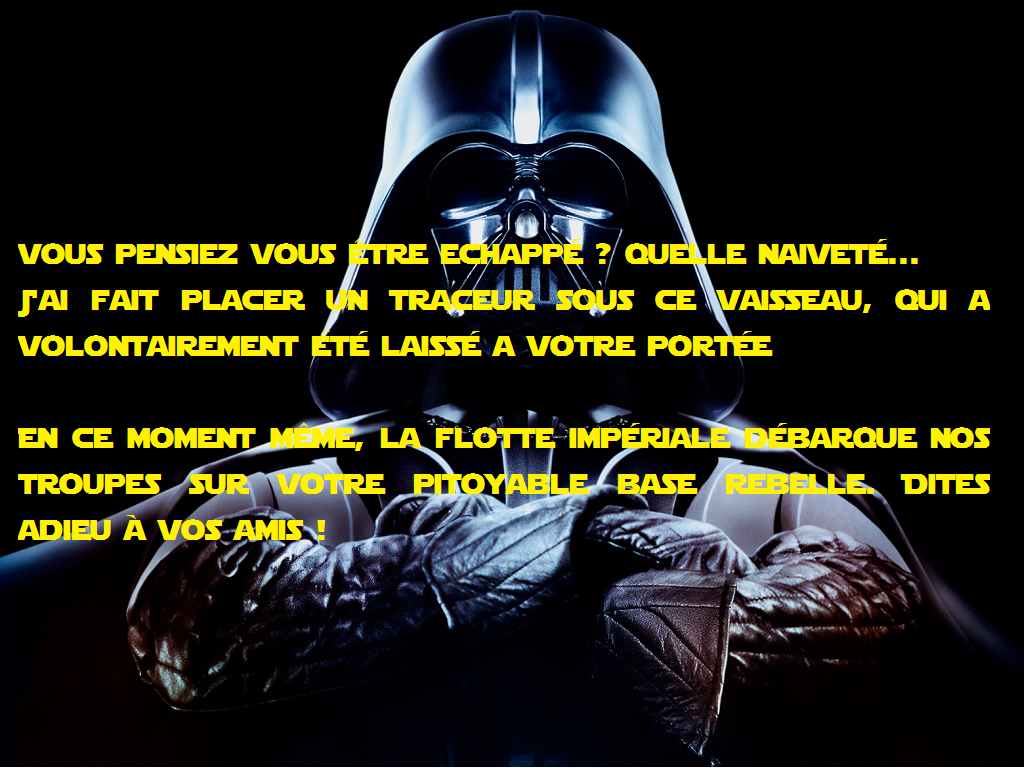 VOUS PENSIEZ VOUS ÊTRE ECHAPPÉ ? QUELLE NAIVETÉ...
J'AI FAIT PLACER UN TRACEUR SOUS CE VAISSEAU, QUI A
VOLONTAIREMENT ÉTÉ LAISSÉ A VOTRE PORTÉE
EN CE MOMENT MÊME, LA FLOTTE IMPÉRIALE DÉBARQUE NOS
TROUPES SUR VOTRE PITOYABLE BASE REBELLE. DITES
ADIEU À VOS AMIS !